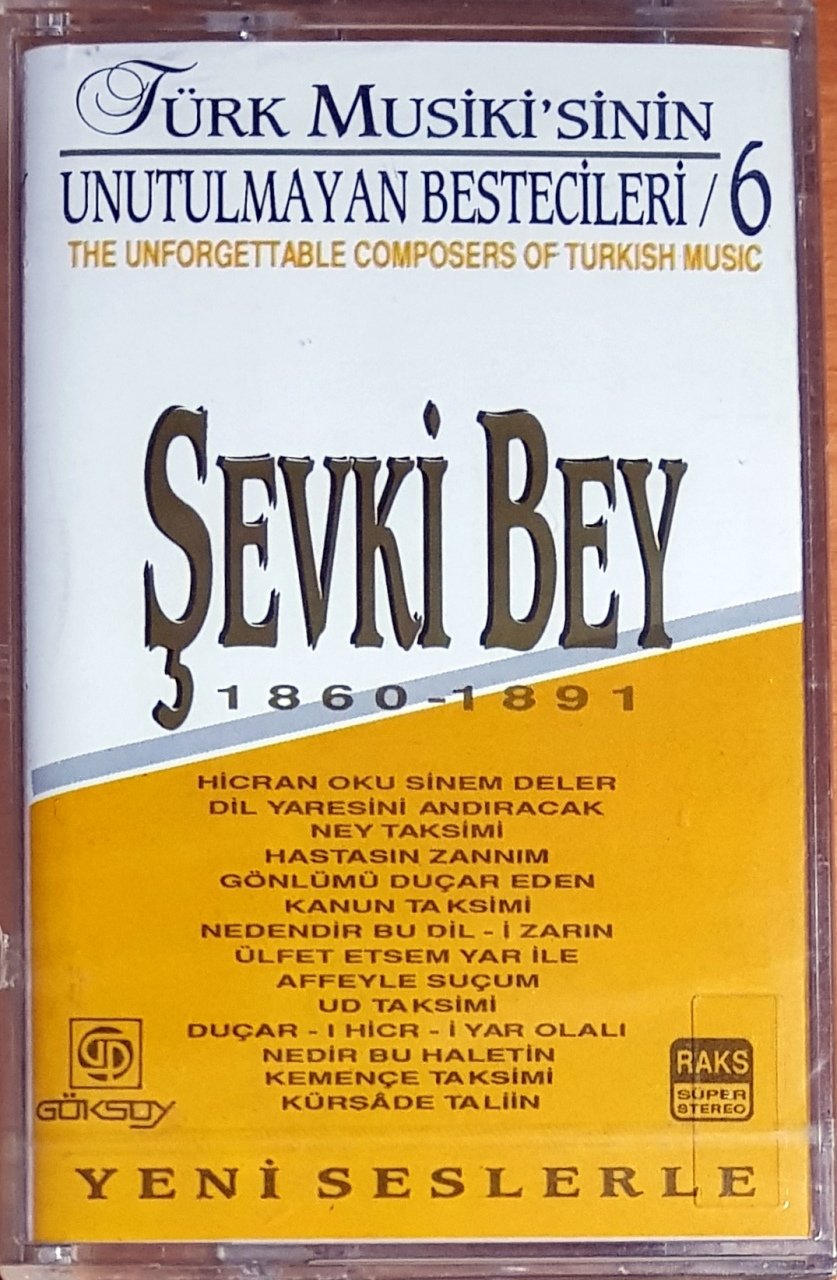 TÜRK MUSİKİ'SİNİN
UNUTULMAYAN BESTECİLERİ / 6
THE UNFORGETTABLE COMPOSERS OF TURKISH MUSIC
ŞEVKİ BEY
1860-1891
HİCRAN OKU SİNEM DELER
DİL YARESİNİ ANDIRACAK
NEY TAKSİMİ
HASTASIN ZANNIM
GÖNLÜMÜ DUÇAR EDEN
KANUN TAKSİMİ
NEDENDİR BU DİL - İ ZARIN
ÜLFET ETSEM YAR İLE
AFFEYLE SUÇUM
UD TAKSİMİ
DUÇAR - I HİCR - İ YAR OLALI
NEDİR BU HALETİN
KEMENÇE TAKSİMİ
KÜRŞÂDE TALİİN
GÖKSOY
RAKS
SÜPER
STEREO
YENİ SESLERLE